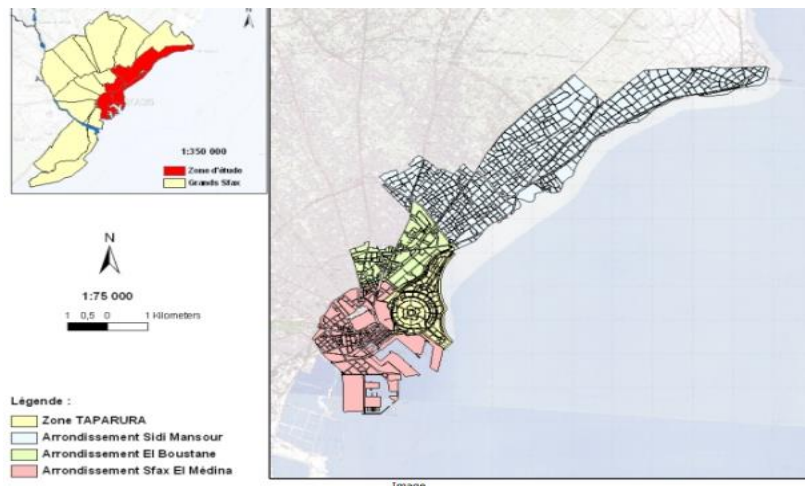 N
1:350 000
Zone d'étude
Grands Sfax
N
1:75 000
1 0,5 0 1 Kilometers
Légende :
Zone TAPARURA
Arrondissement Sidi Mansour
Arrondissement El Boustane
Arrondissement Sfax El Médina
Image